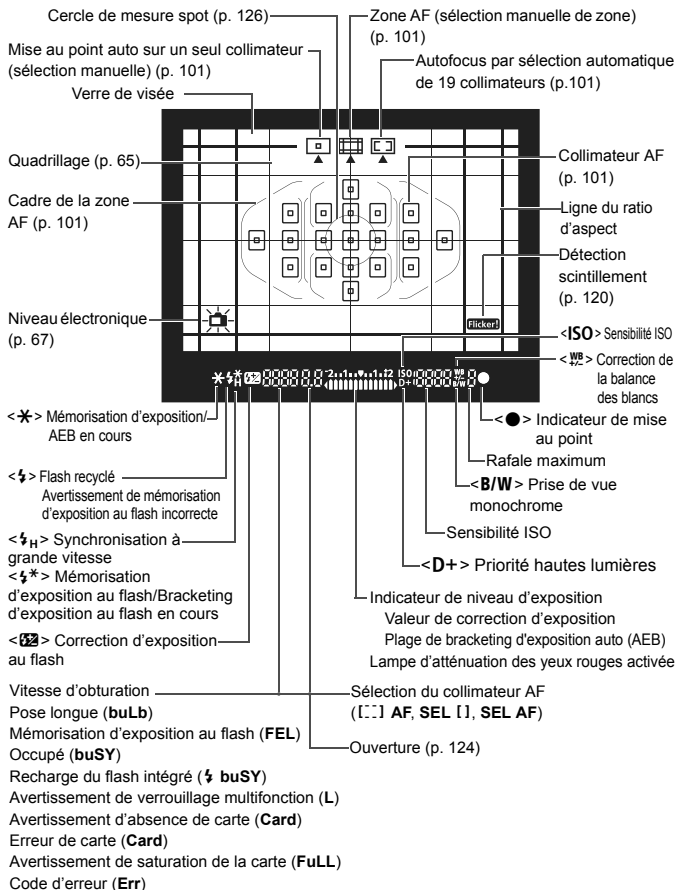 Cercle de mesure spot (p. 126)
Zone AF (sélection manuelle de zone)
(p. 101)
Mise au point auto sur un seul collimateur
(sélection manuelle) (p. 101)
Autofocus par sélection automatique
de 19 collimateurs (p.101)
Verre de visée
Quadrillage (p. 65)
Collimateur AF
(p. 101)
Cadre de la zone
AF (p. 101)
Ligne du ratio
d'aspect
Détection
scintillement
(p. 120)
Flicker!
Niveau électronique
(p. 67)
<ISO> Sensibilité ISO
<WB+/-> Correction de
la balance
des blancs
H -2..1..▼..1..+2 ISO D+ WB+/- B/W
<✱> Mémorisation d'exposition/
AEB en cours
<●> Indicateur de mise
au point
Rafale maximum
<⚡> Flash recyclé
Avertissement de mémorisation
d'exposition au flash incorrecte
<B/W> Prise de vue
monochrome
Sensibilité ISO
<⚡H> Synchronisation à
grande vitesse
<D+> Priorité hautes lumières
<⚡✱> Mémorisation
d'exposition au flash/Bracketing
d'exposition au flash en cours
Indicateur de niveau d'exposition
Valeur de correction d'exposition
Plage de bracketing d'exposition auto (AEB)
Lampe d'atténuation des yeux rouges activée
<⚡±> Correction d'exposition
au flash
Vitesse d'obturation
Pose longue (buLb)
Mémorisation d'exposition au flash (FEL)
Occupé (buSY)
Recharge du flash intégré (⚡ buSY)
Avertissement de verrouillage multifonction (L)
Avertissement d'absence de carte (Card)
Erreur de carte (Card)
Avertissement de saturation de la carte (FuLL)
Code d'erreur (Err)
Sélection du collimateur AF
([---] AF, SEL [ ], SEL AF)
Ouverture (p. 124)